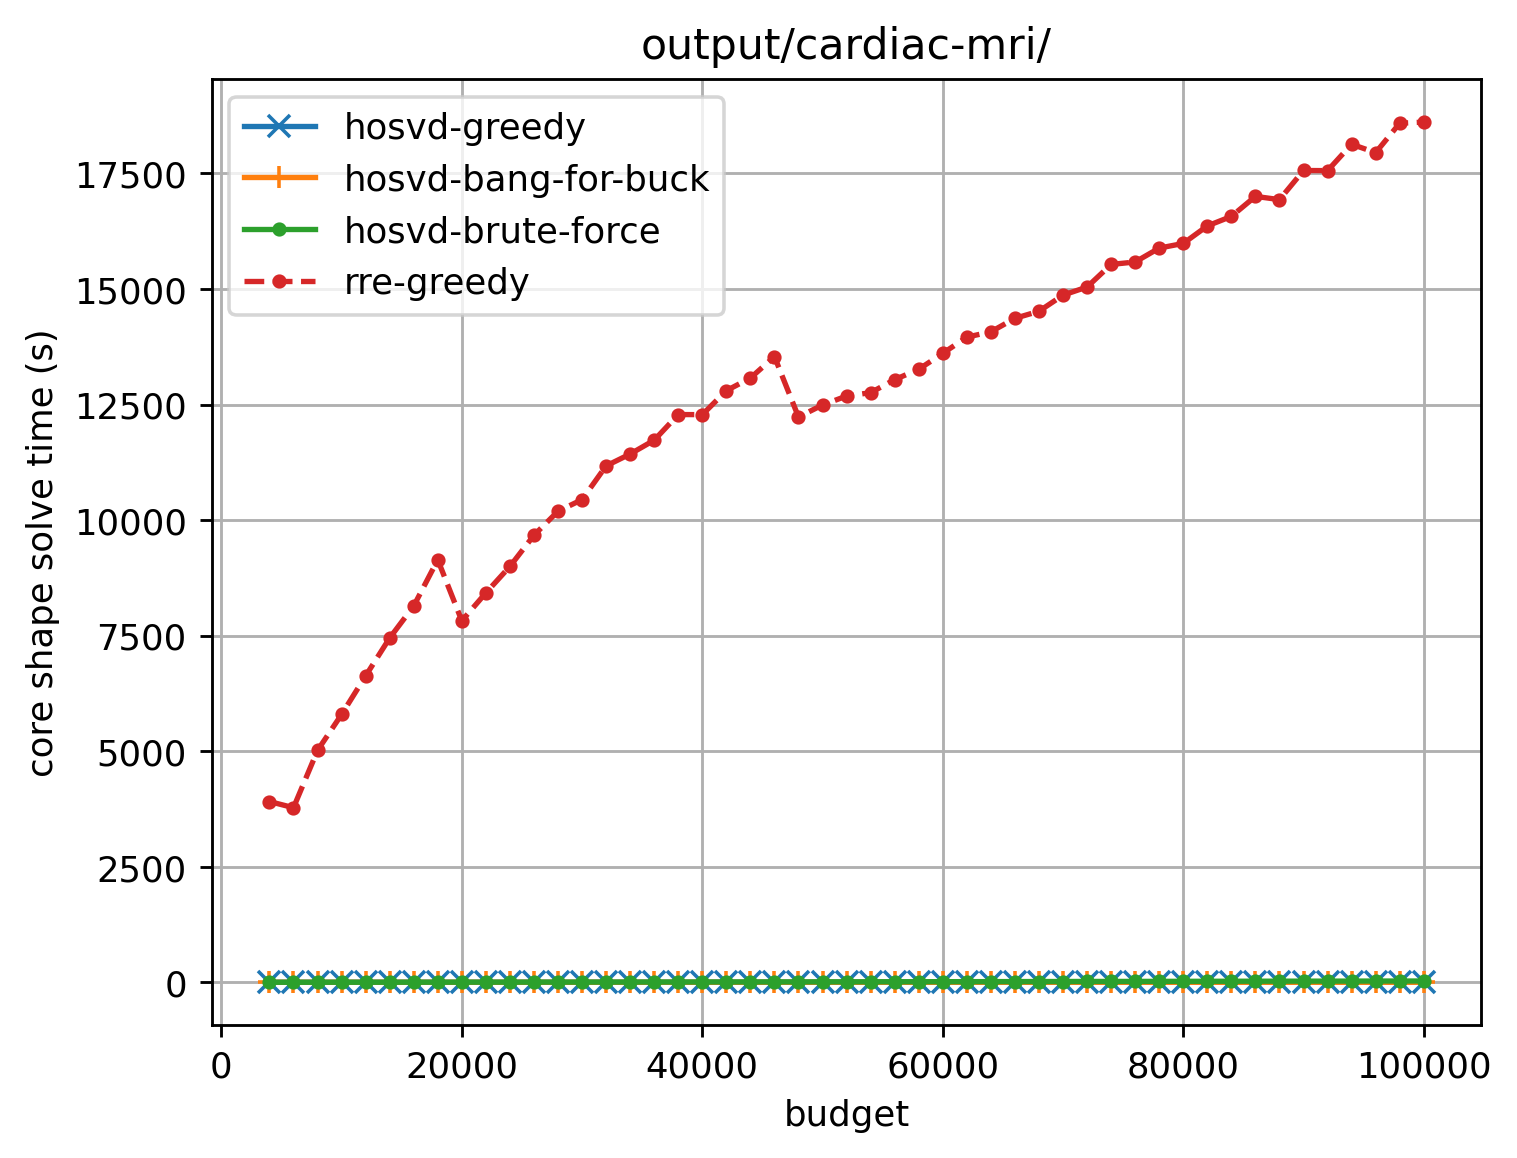 output/cardiac-mri/
hosvd-greedy
hosvd-bang-for-buck
hosvd-brute-force
rre-greedy
core shape solve time (s)
17500
15000
12500
10000
7500
5000
2500
0
0 20000 40000 60000 80000 100000
budget